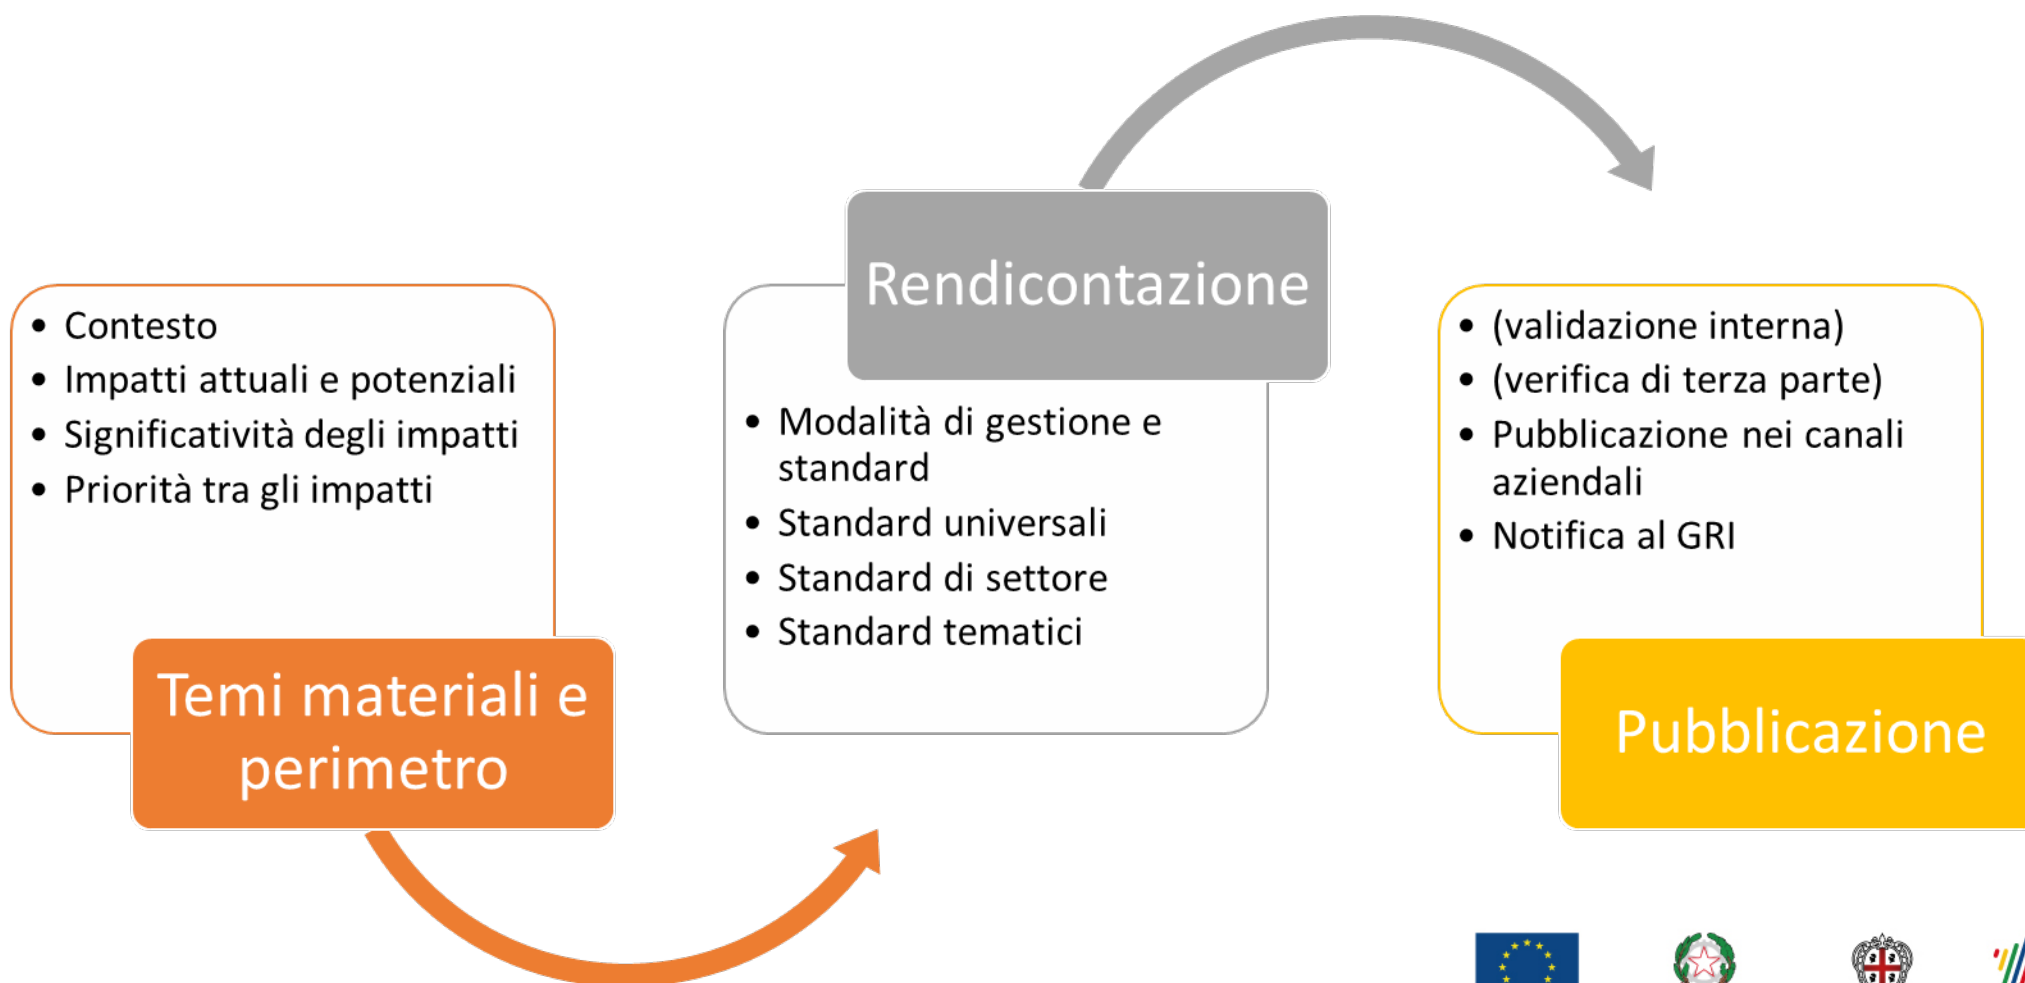 • Contesto
• Impatti attuali e potenziali
• Significatività degli impatti
• Priorità tra gli impatti
Temi materiali e
perimetro
Rendicontazione
• Modalità di gestione e
standard
• Standard universali
• Standard di settore
• Standard tematici
• (validazione interna)
• (verifica di terza parte)
• Pubblicazione nei canali
aziendali
• Notifica al GRI
Pubblicazione